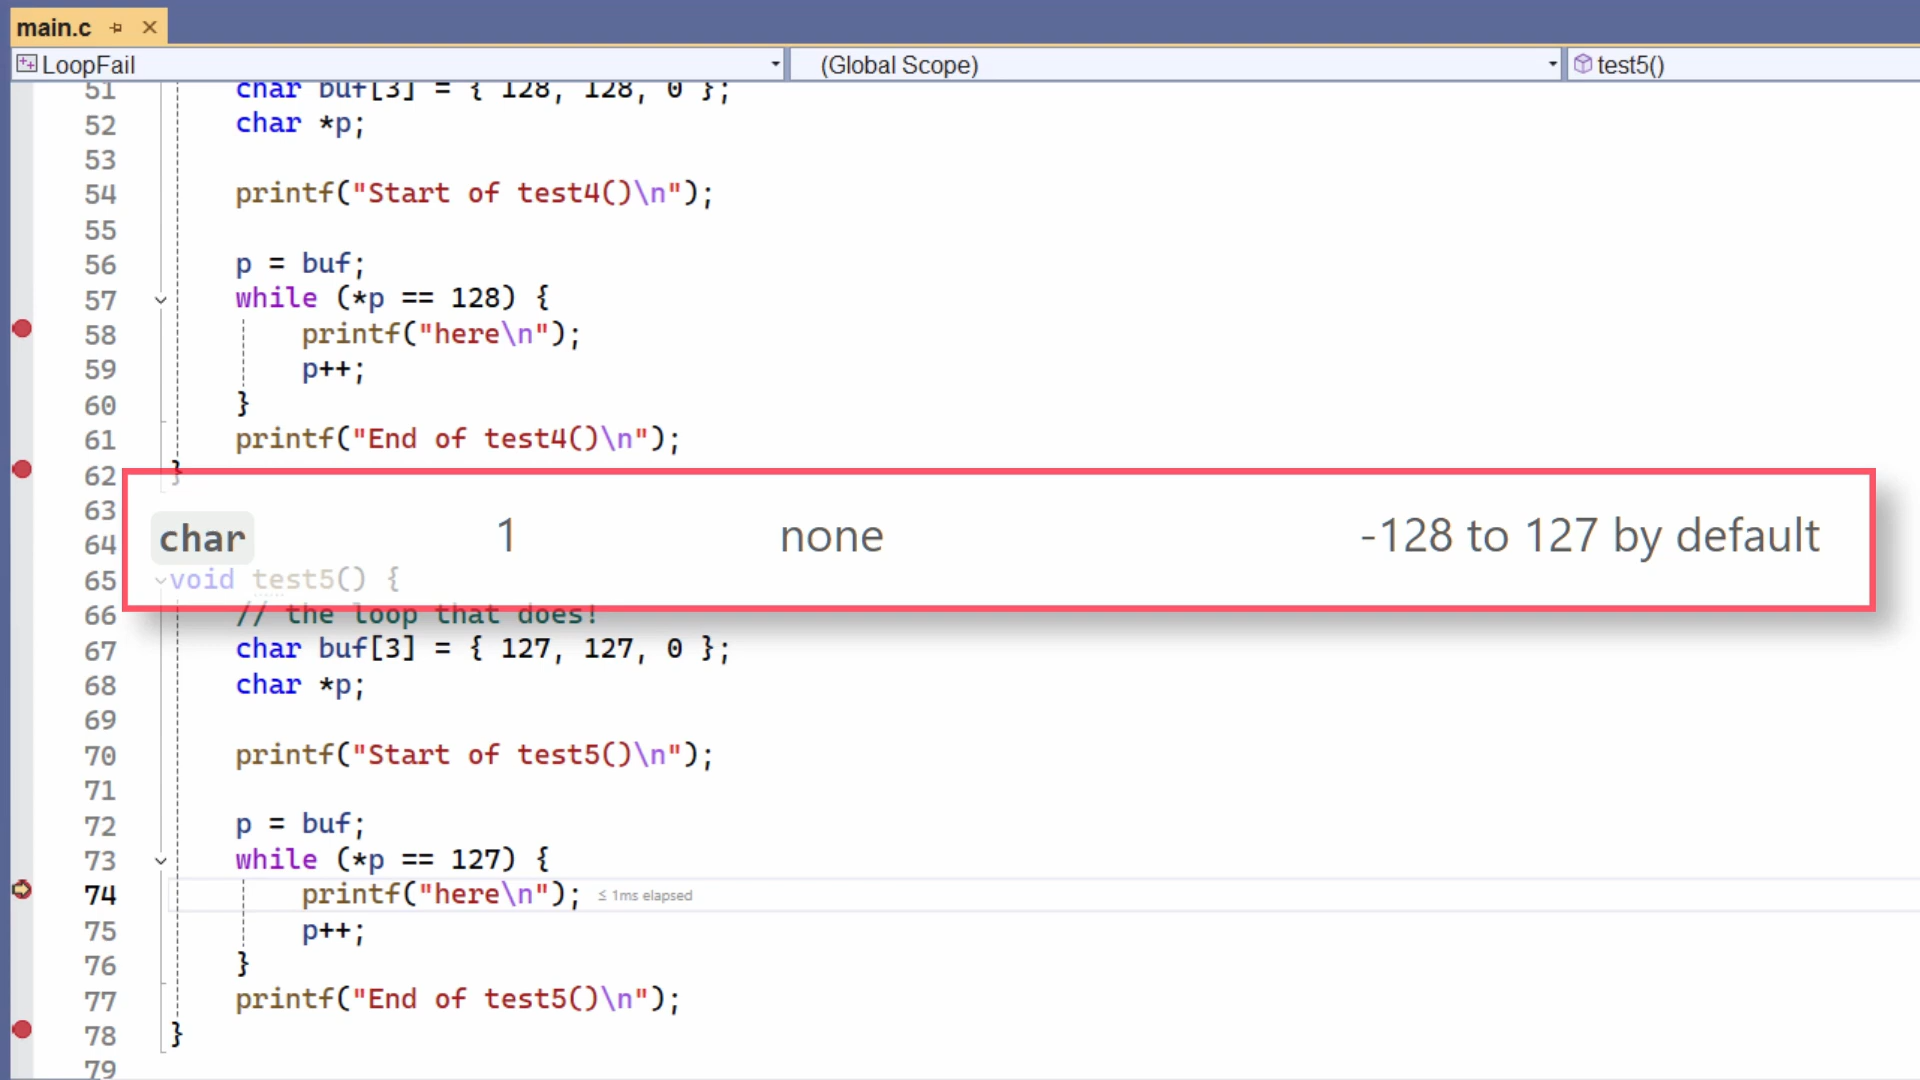 main.c
LoopFail (Global Scope) test5()
51 char buf[3] = { 128, 128, 0 };
52 char *p;
53
54 printf("Start of test4()\n");
55
56 p = buf;
57 while (*p == 128) {
58 printf("here\n");
59 p++;
60 }
61 printf("End of test4()\n");
62 }
63
char 1 none -128 to 127 by default
64
65 void test5() {
66 // the loop that does!
67 char buf[3] = { 127, 127, 0 };
68 char *p;
69
70 printf("Start of test5()\n");
71
72 p = buf;
73 while (*p == 127) {
74 printf("here\n"); ≤ 1ms elapsed
75 p++;
76 }
77 printf("End of test5()\n");
78 }
79